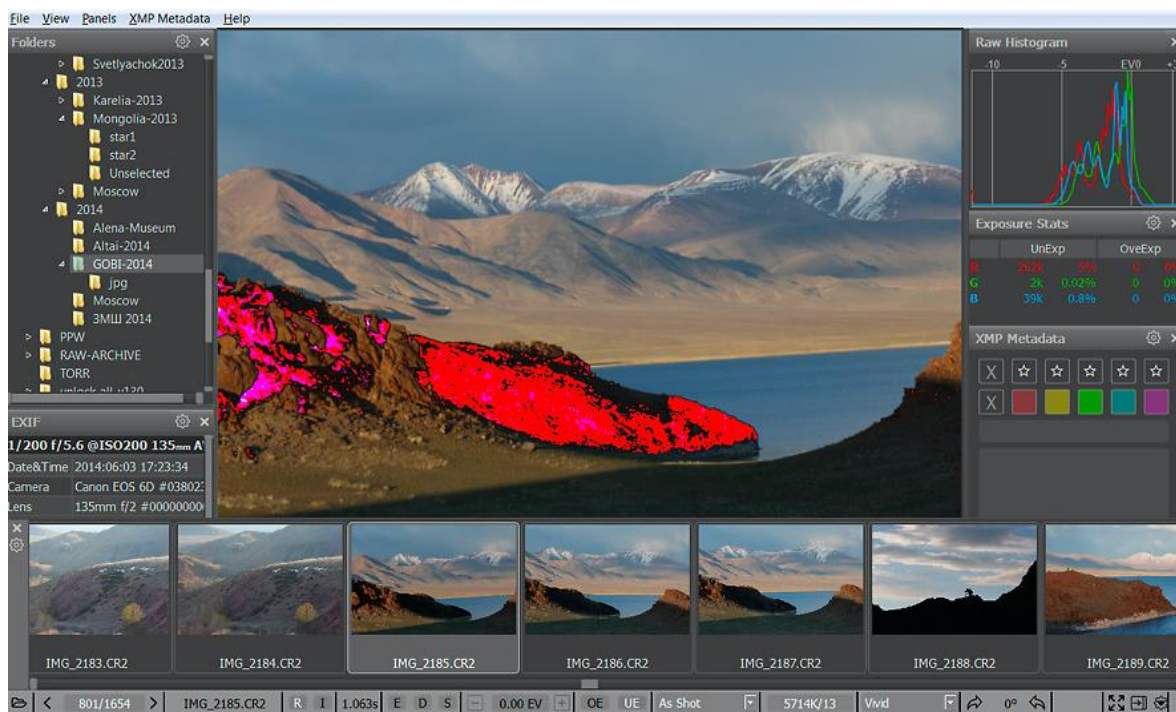 File View Panels XMP Metadata Help
Folders
Svetlyachok2013
2013
Karelia-2013
Mongolia-2013
star1
star2
Unselected
Moscow
2014
Alena-Museum
Altai-2014
GOBI-2014
jpg
Moscow
ЗМШ 2014
PPW
RAW-ARCHIVE
TORR
EXIF
1/200 f/5.6 @ISO200 135mm
Date&Time 2014:06:03 17:23:34
Camera Canon EOS 6D
Lens 135mm f/2
Raw Histogram
-10 -5 EV0
Exposure Stats
UnExp OveExp
R 262k 5% 0 0%
G 2k 0.02% 0 0%
B 39k 0.8% 0 0%
XMP Metadata
X
X
IMG_2183.CR2 IMG_2184.CR2 IMG_2185.CR2 IMG_2186.CR2 IMG_2187.CR2 IMG_2188.CR2 IMG_2189.CR2
801/1654 IMG_2185.CR2 R I 1.063s E D S 0.00 EV OE UE As Shot 5714K/13 Vivid 0°